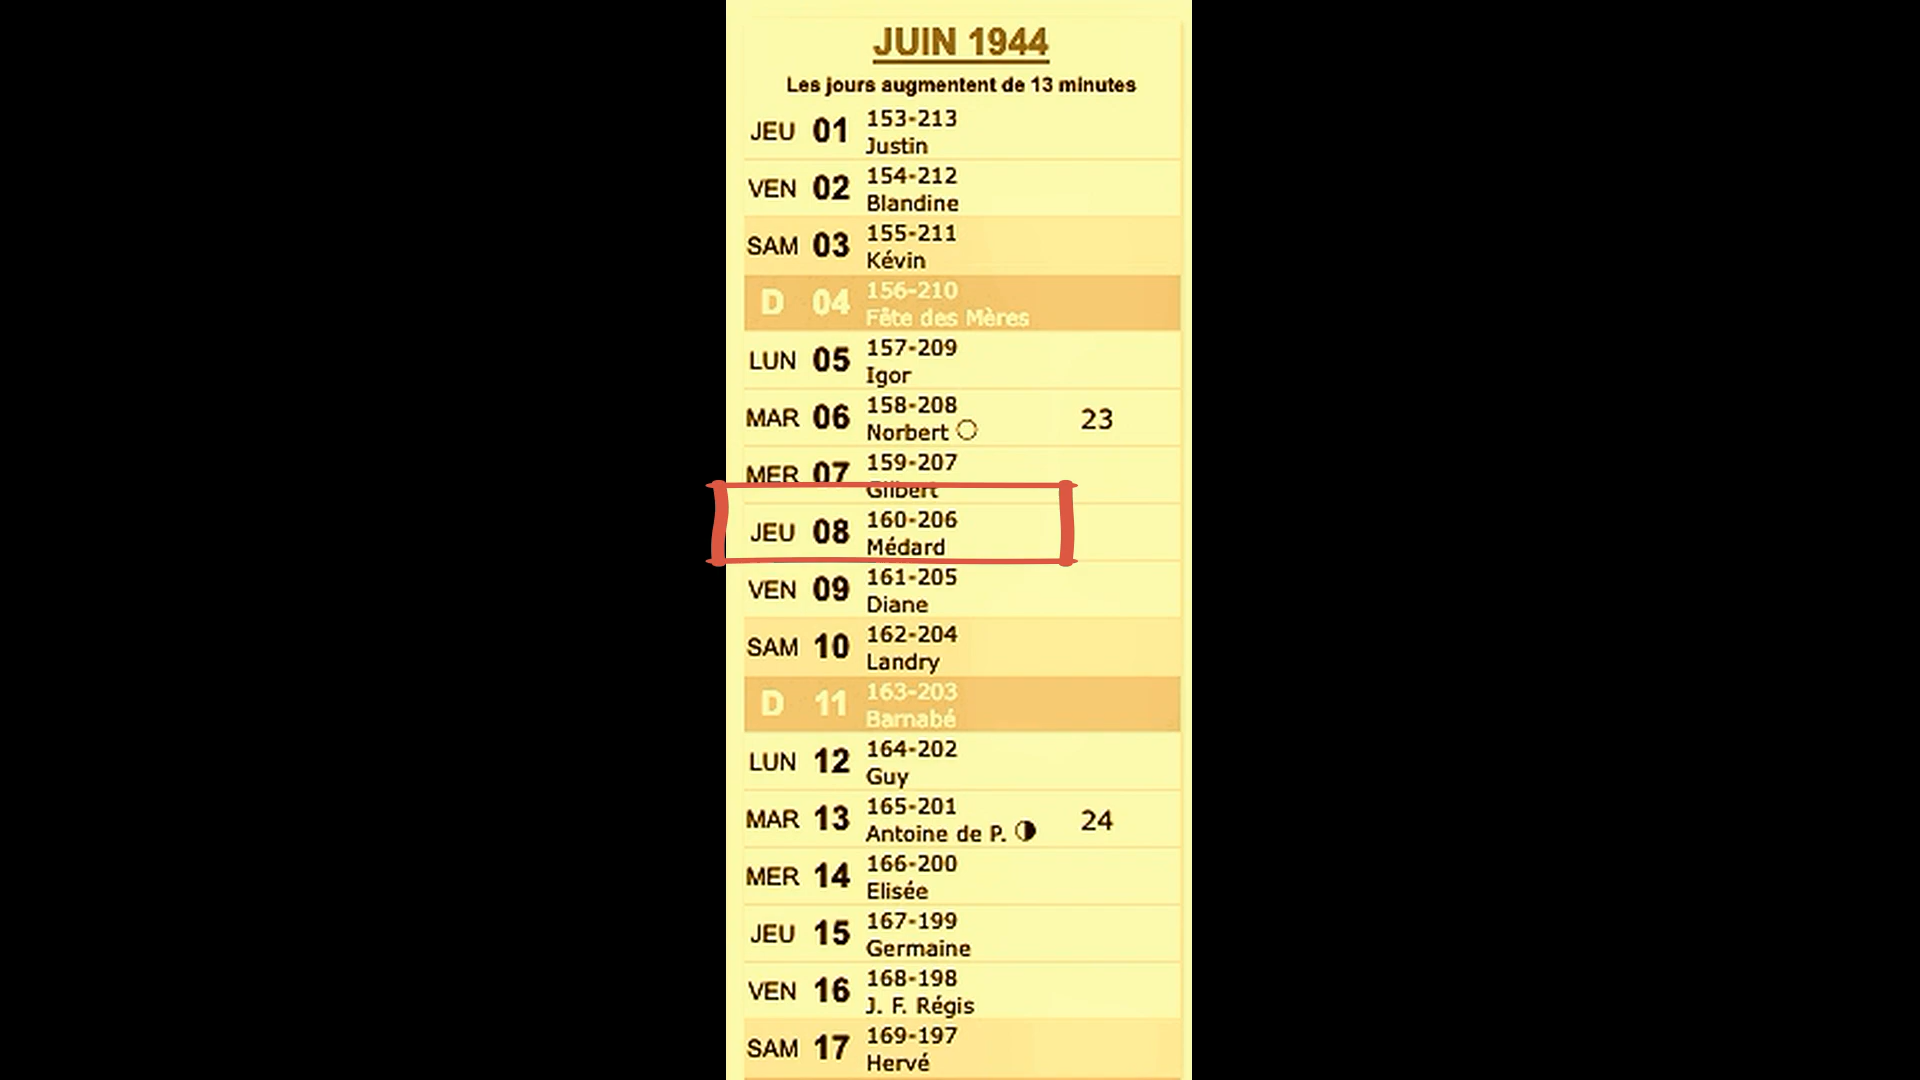 JUIN 1944
Les jours augmentent de 13 minutes
JEU 01 153-213
Justin
VEN 02 154-212
Blandine
SAM 03 155-211
Kévin
D 04 156-210
Fête des Mères
LUN 05 157-209
Igor
MAR 06 158-208 23
Norbert
MER 07 159-207
Gilbert
JEU 08 160-206
Médard
VEN 09 161-205
Diane
SAM 10 162-204
Landry
D 11 163-203
Barnabé
LUN 12 164-202
Guy
MAR 13 165-201 24
Antoine de P.
MER 14 166-200
Elisée
JEU 15 167-199
Germaine
VEN 16 168-198
J. F. Régis
SAM 17 169-197
Hervé